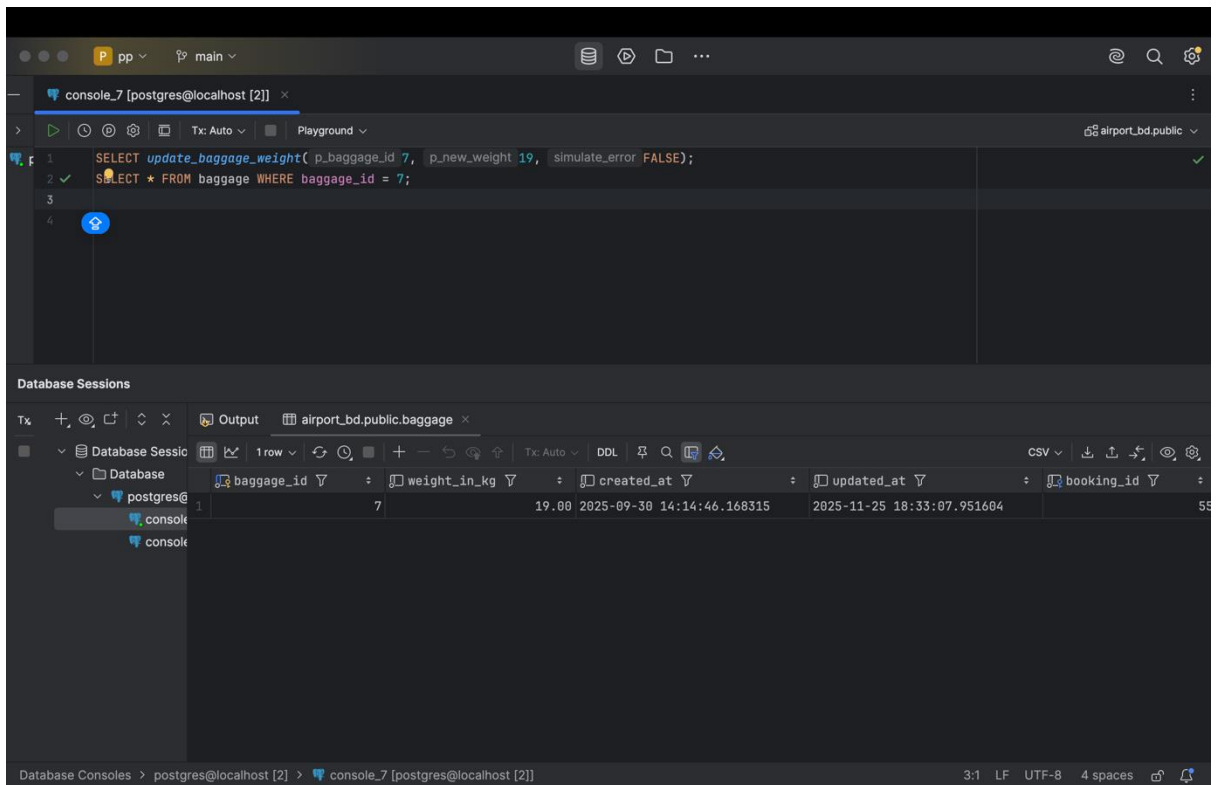 P pp main
console_7 [postgres@localhost [2]]
Tx: Auto Playground airport_bd.public
1 SELECT update_baggage_weight( p_baggage_id 7, p_new_weight 19, simulate_error FALSE);
2 SELECT * FROM baggage WHERE baggage_id = 7;
3
4
Database Sessions
Tx Output airport_bd.public.baggage
Database Sessio 1 row Tx: Auto DDL CSV
Database baggage_id weight_in_kg created_at updated_at booking_id
postgres@ 1 7 19.00 2025-09-30 14:14:46.168315 2025-11-25 18:33:07.951604 55
console
console
Database Consoles > postgres@localhost [2] > console_7 [postgres@localhost [2]] 3:1 LF UTF-8 4 spaces